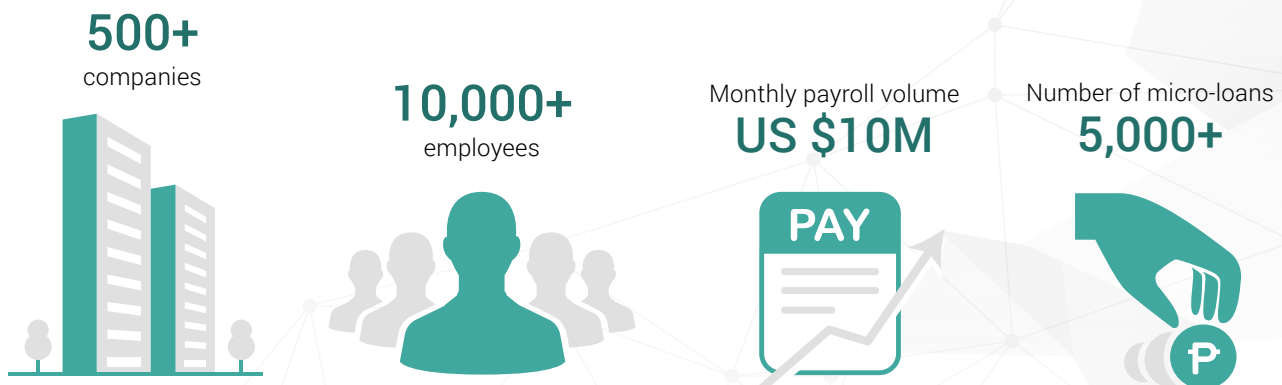 500+
companies
10,000+
employees
Monthly payroll volume
US $10M
PAY
Number of micro-loans
5,000+
₱